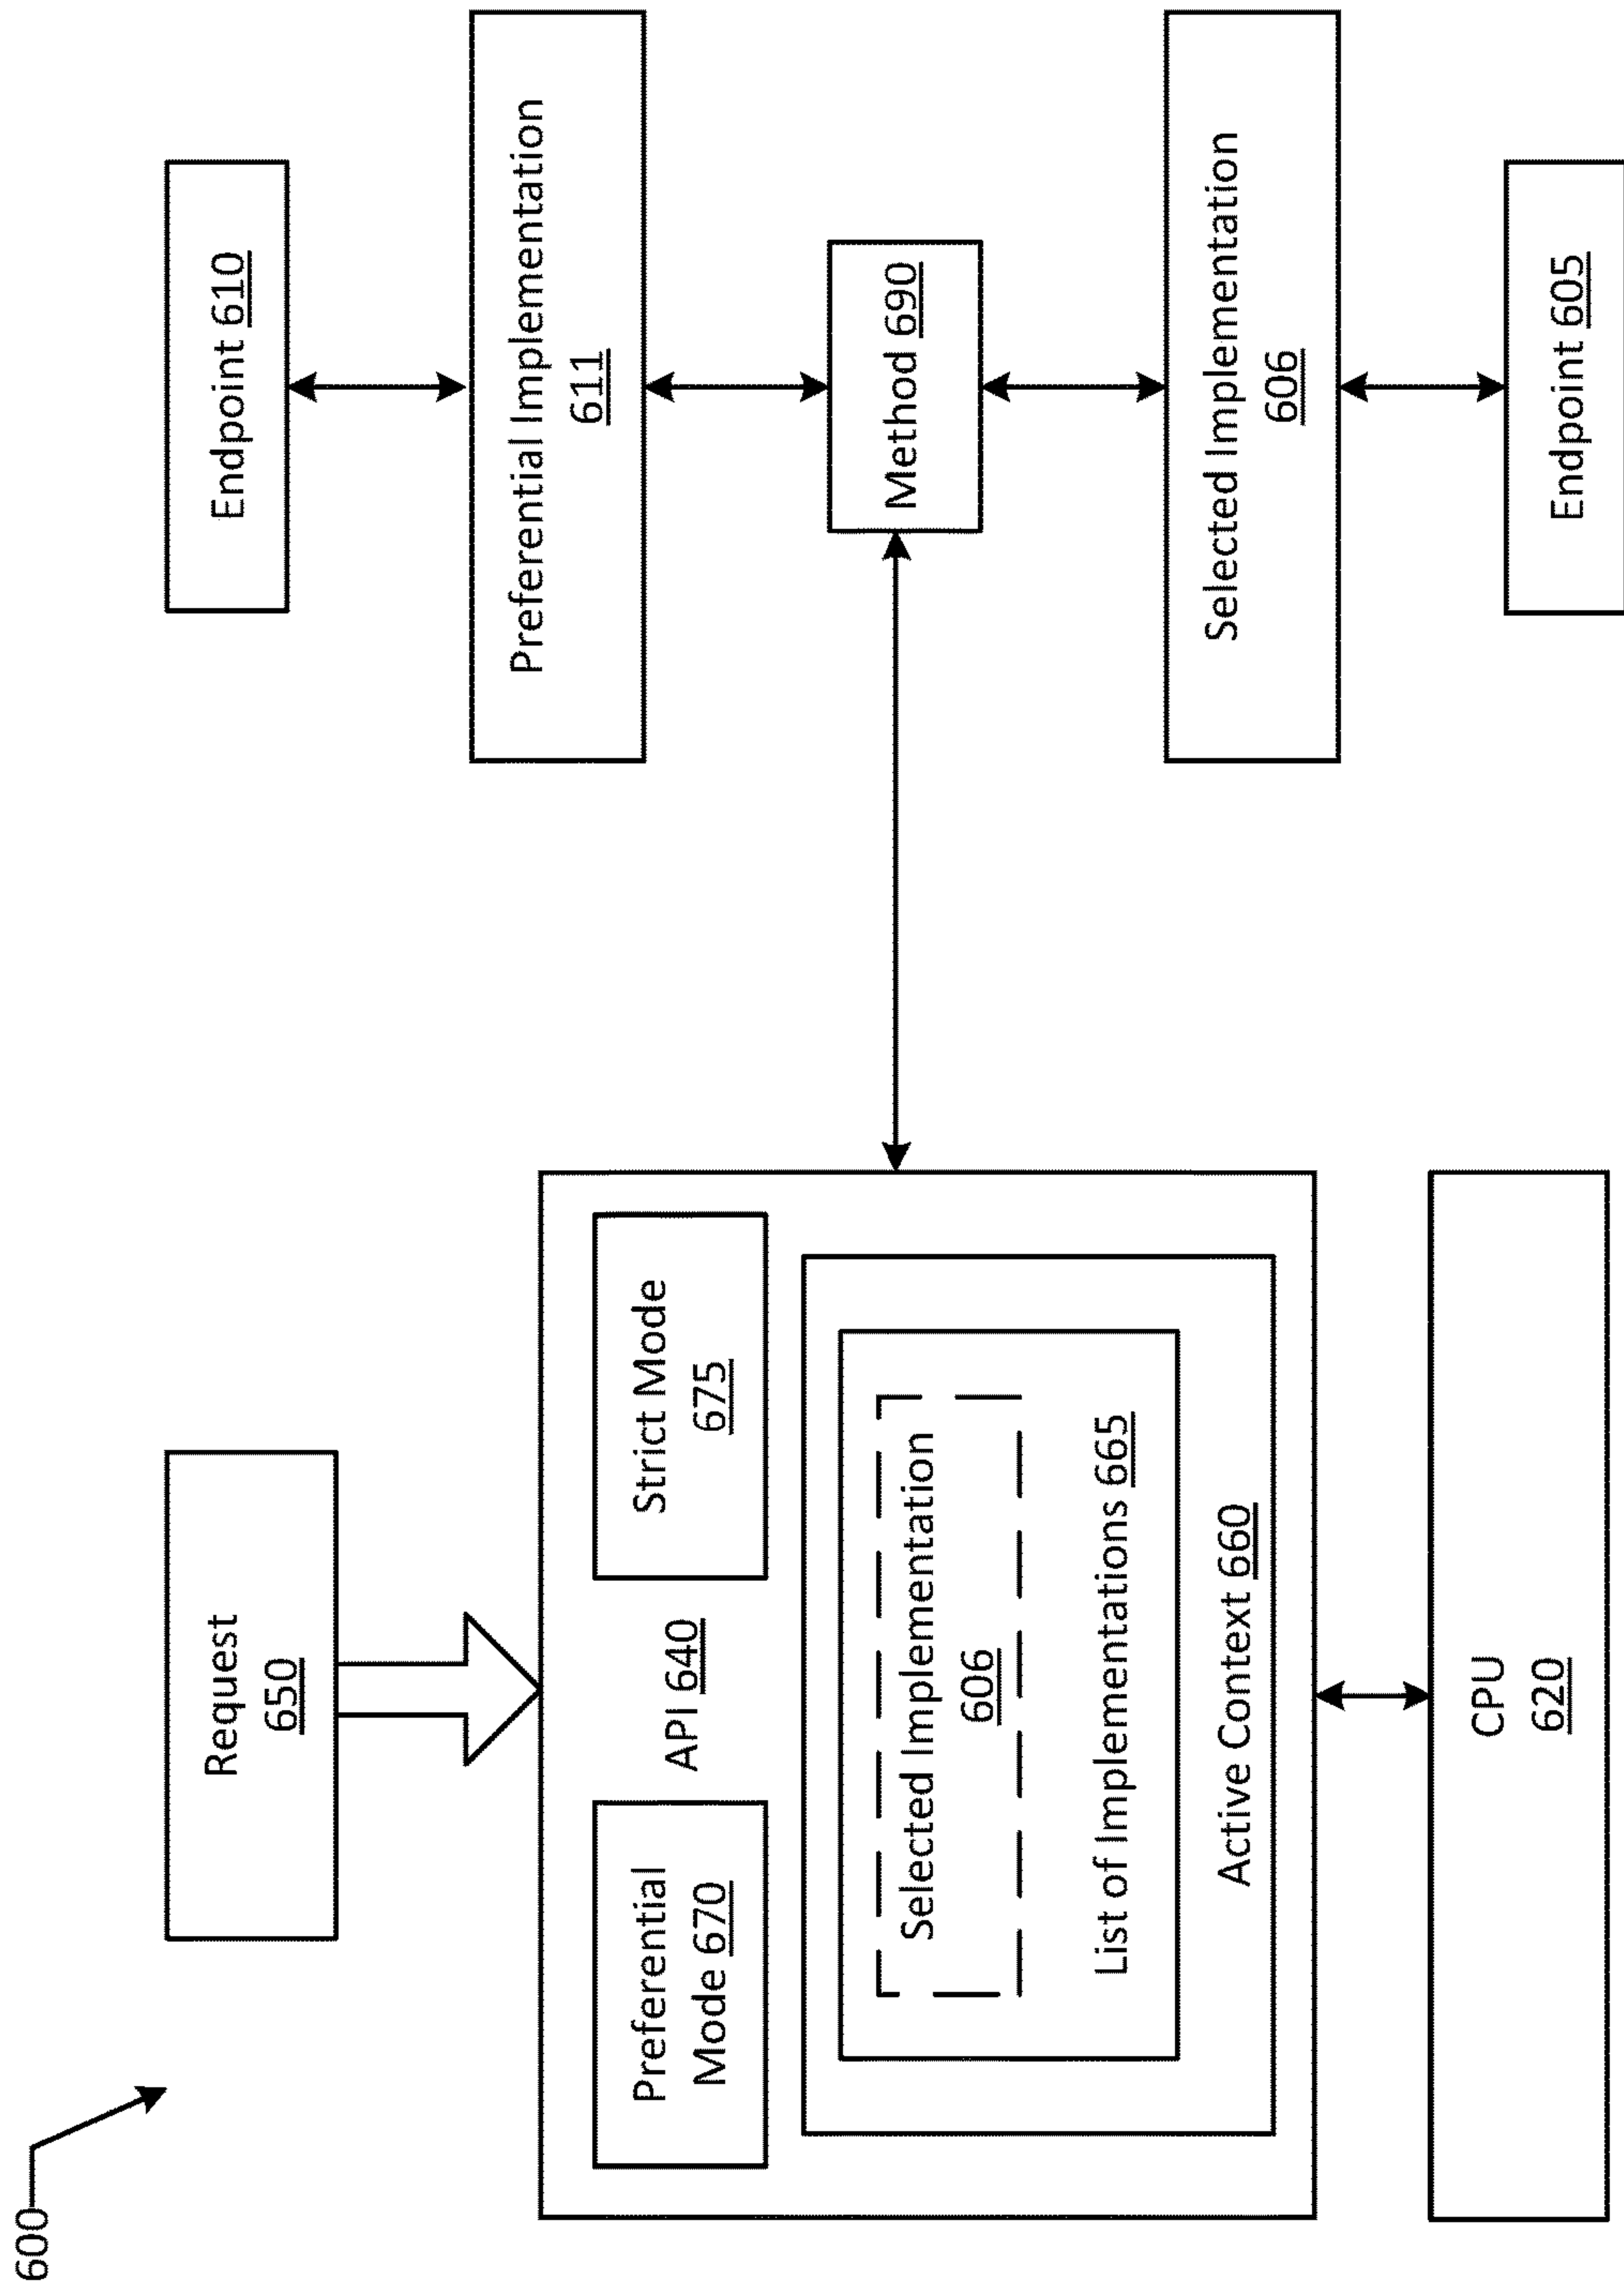 600
Request
650
Preferential
Mode 670
API 640
Strict Mode
675
Selected Implementation
606
List of Implementations 665
Active Context 660
CPU
620
Endpoint 610
Preferential Implementation
611
Method 690
Selected Implementation
606
Endpoint 605